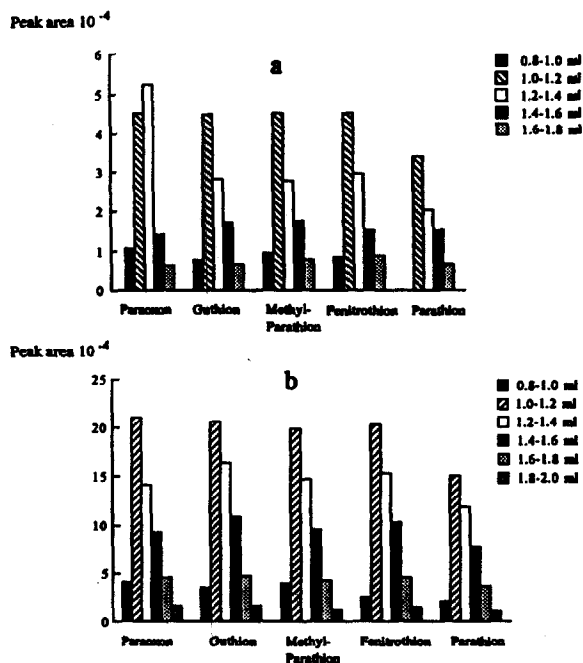 Peak area 10⁻⁴
a
6
5
4
3
2
1
0
0.8-1.0 ml
1.0-1.2 ml
1.2-1.4 ml
1.4-1.6 ml
1.6-1.8 ml
Paraoxon Guthion Methyl-Parathion Fenitrothion Parathion
Peak area 10⁻⁴
b
25
20
15
10
5
0
0.8-1.0 ml
1.0-1.2 ml
1.2-1.4 ml
1.4-1.6 ml
1.6-1.8 ml
1.8-2.0 ml
Paraoxon Guthion Methyl-Parathion Fenitrothion Parathion